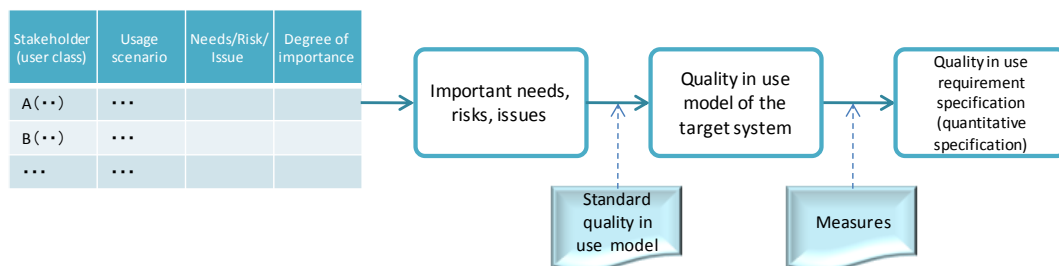 Stakeholder
(user class)
Usage
scenario
Needs/Risk/
Issue
Degree of
importance
A(・・)
・・・
B(・・)
・・・
・・・
・・・
Important needs,
risks, issues
Quality in use
model of the
target system
Quality in use
requirement
specification
(quantitative
specification)
Standard
quality in
use model
Measures